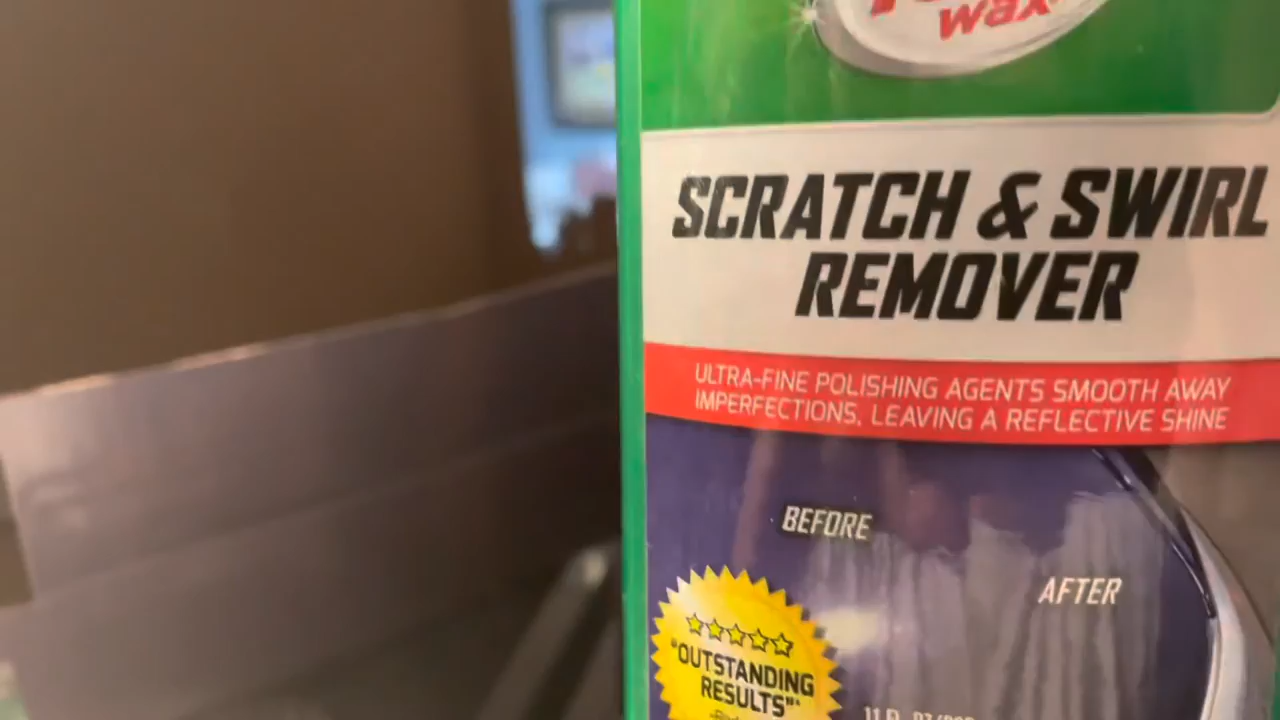 wax
SCRATCH & SWIRL
REMOVER
ULTRA-FINE POLISHING AGENTS SMOOTH AWAY
IMPERFECTIONS, LEAVING A REFLECTIVE SHINE
BEFORE
AFTER
"OUTSTANDING
RESULTS"*